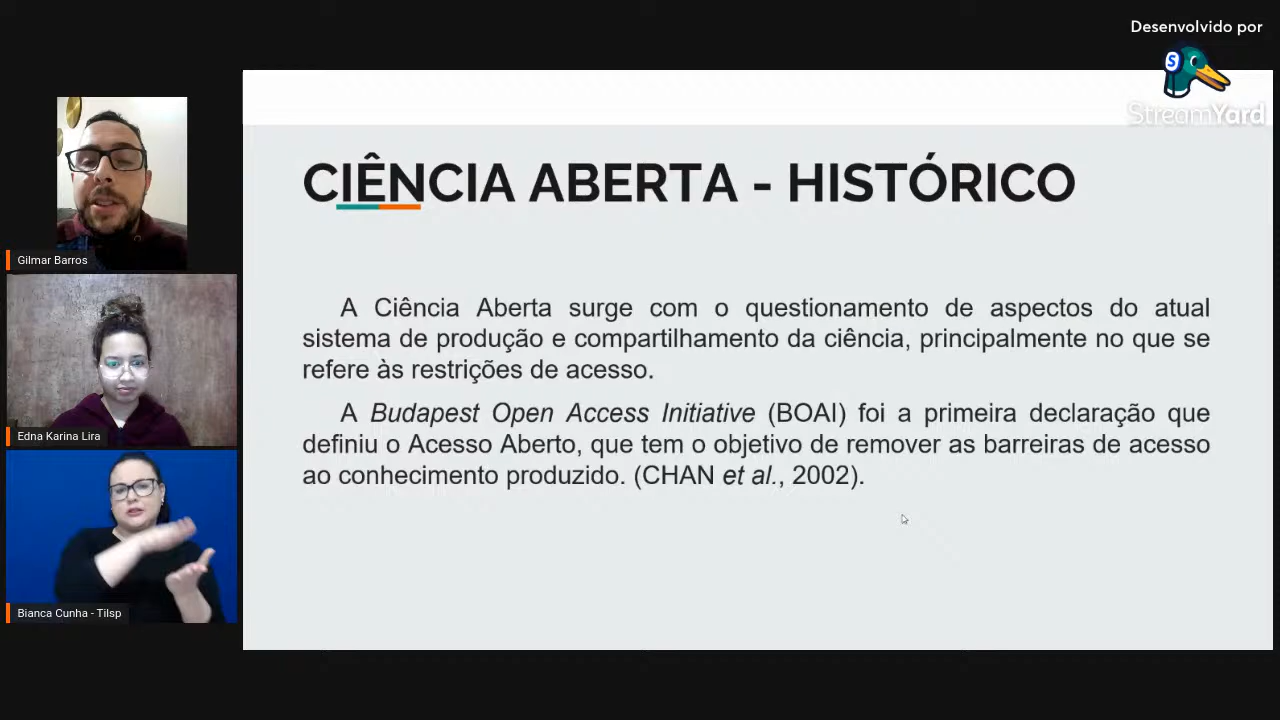 Desenvolvido por
StreamYard
CIÊNCIA ABERTA - HISTÓRICO
A Ciência Aberta surge com o questionamento de aspectos do atual
sistema de produção e compartilhamento da ciência, principalmente no que se
refere às restrições de acesso.
A Budapest Open Access Initiative (BOAI) foi a primeira declaração que
definiu o Acesso Aberto, que tem o objetivo de remover as barreiras de acesso
ao conhecimento produzido. (CHAN et al., 2002).
Gilmar Barros
Edna Karina Lira
Bianca Cunha - Tilsp